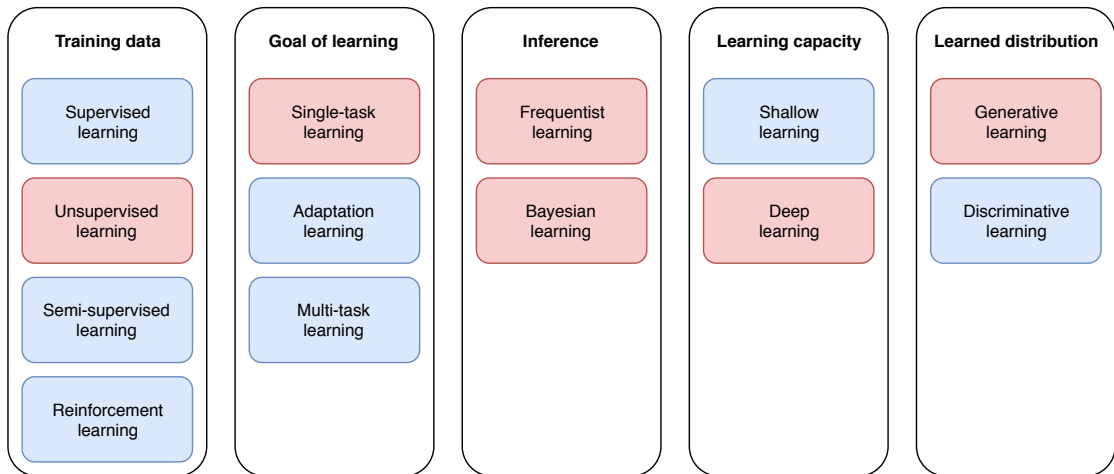 Training data
Supervised
learning
Unsupervised
learning
Semi-supervised
learning
Reinforcement
learning
Goal of learning
Single-task
learning
Adaptation
learning
Multi-task
learning
Inference
Frequentist
learning
Bayesian
learning
Learning capacity
Shallow
learning
Deep
learning
Learned distribution
Generative
learning
Discriminative
learning